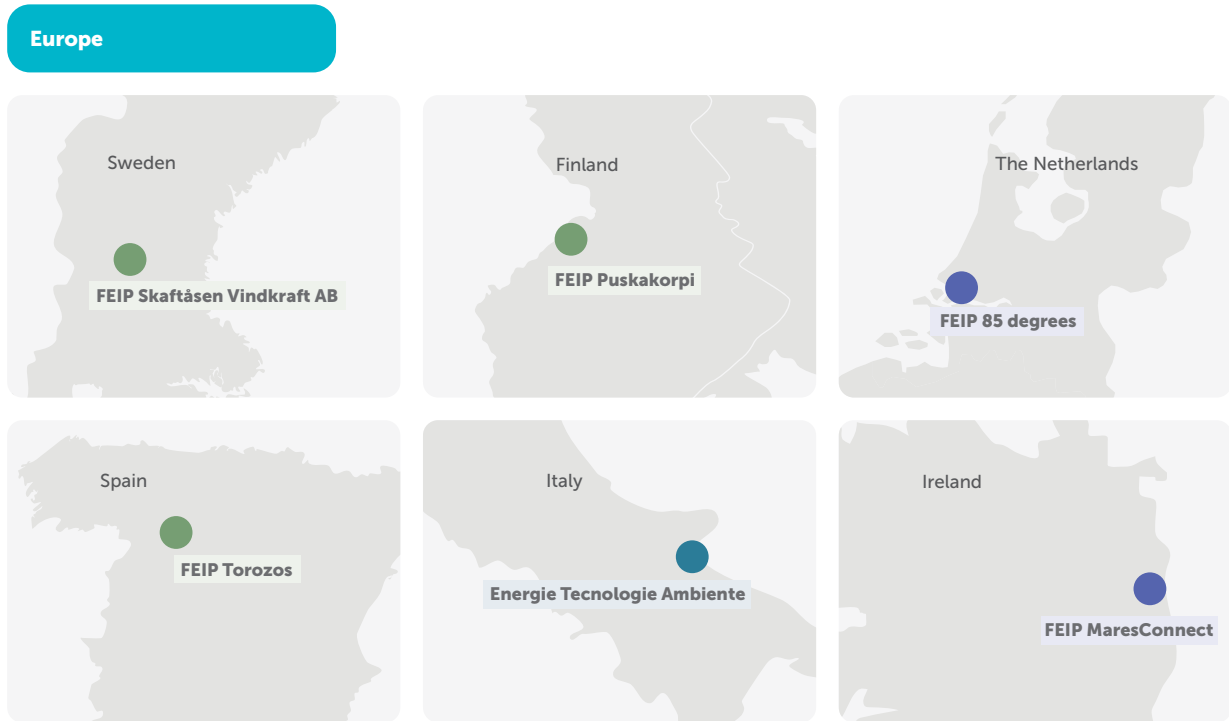 Europe
Sweden
FEIP Skaftåsen Vindkraft AB
Finland
FEIP Puskakorpi
The Netherlands
FEIP 85 degrees
Spain
FEIP Torozos
Italy
Energie Tecnologie Ambiente
Ireland
FEIP MaresConnect